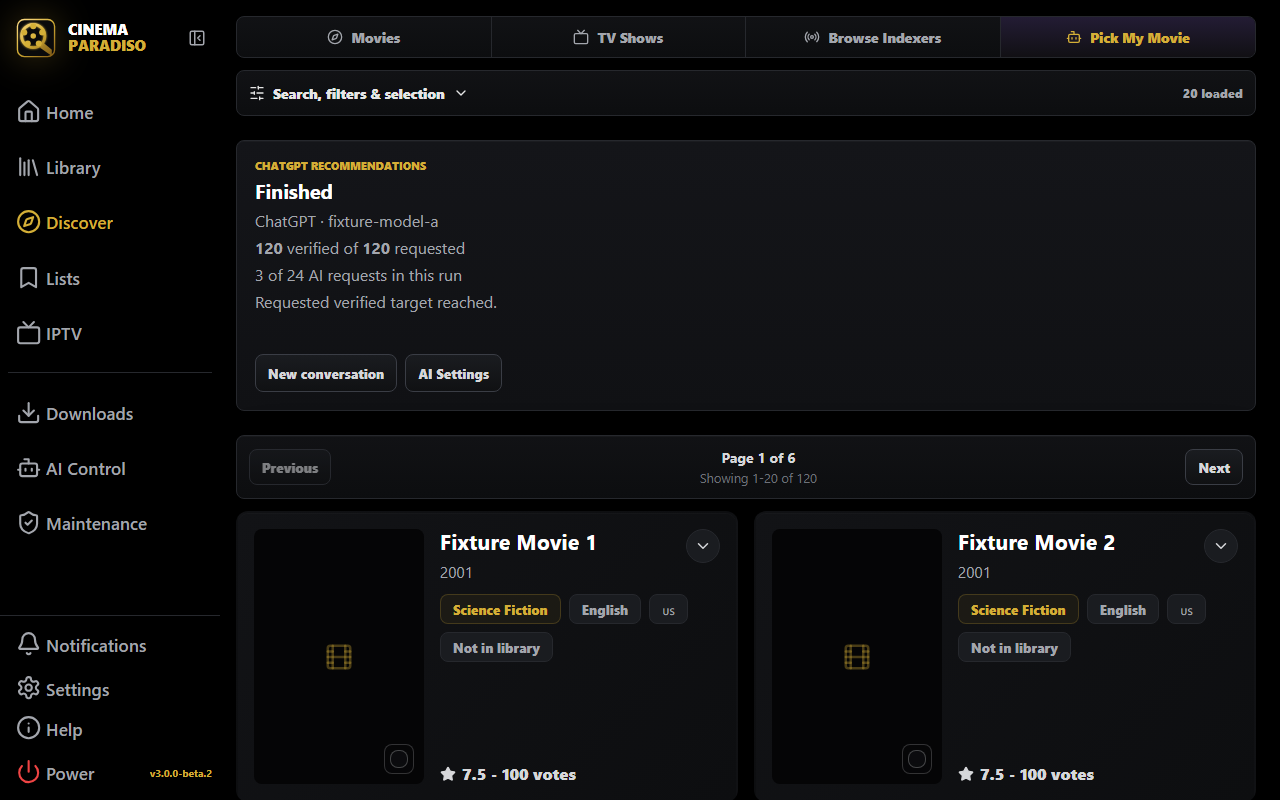 CINEMA
PARADISO
Home
Library
Discover
Lists
IPTV
Downloads
AI Control
Maintenance
Notifications
Settings
Help
Power
v3.0.0-beta.2
Movies
TV Shows
Browse Indexers
Pick My Movie
Search, filters & selection
20 loaded
CHATGPT RECOMMENDATIONS
Finished
ChatGPT · fixture-model-a
120 verified of 120 requested
3 of 24 AI requests in this run
Requested verified target reached.
New conversation
AI Settings
Previous
Page 1 of 6
Showing 1-20 of 120
Next
Fixture Movie 1
2001
Science Fiction
English
us
Not in library
7.5 - 100 votes
Fixture Movie 2
2001
Science Fiction
English
us
Not in library
7.5 - 100 votes